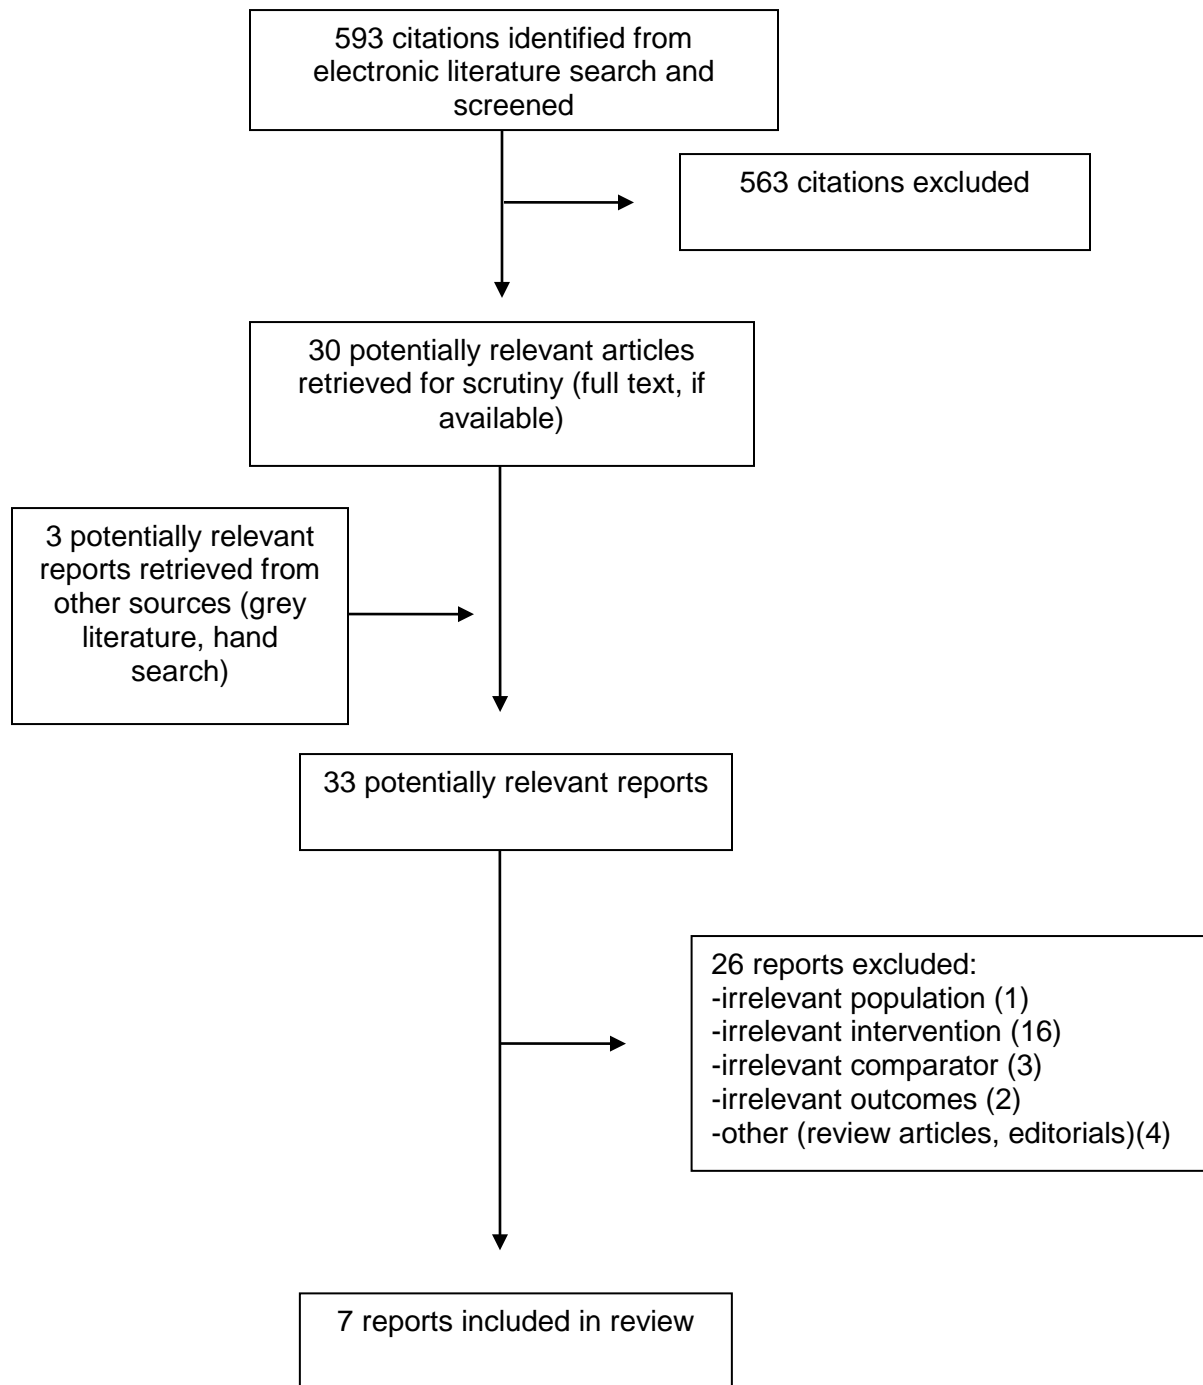 593 citations identified from
electronic literature search and
screened
563 citations excluded
30 potentially relevant articles
retrieved for scrutiny (full text, if
available)
3 potentially relevant
reports retrieved from
other sources (grey
literature, hand
search)
33 potentially relevant reports
26 reports excluded:
-irrelevant population (1)
-irrelevant intervention (16)
-irrelevant comparator (3)
-irrelevant outcomes (2)
-other (review articles, editorials)(4)
7 reports included in review